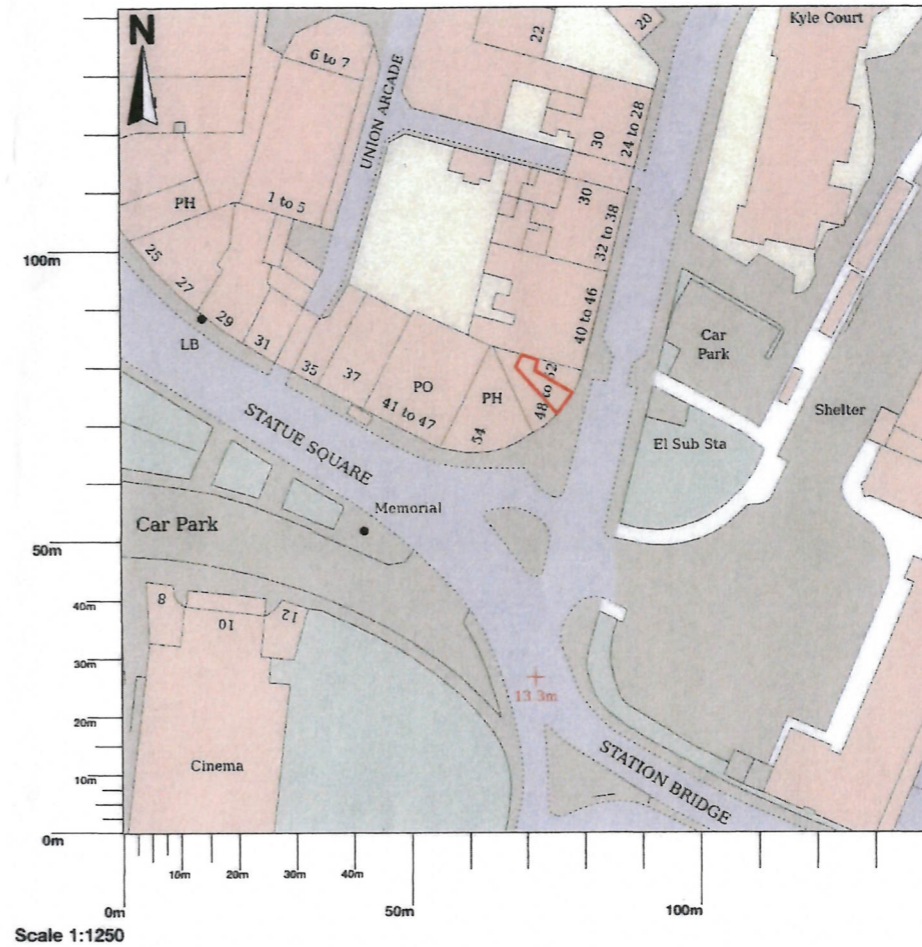 N
Kyle Court
20
22
6 to 7
UNION ARCADE
24 to 28
30
30
32 to 38
PH
1 to 5
25
27
100m
29
LB
31
35
37
40 to 46
Car
Park
PO
41 to 47
PH
48 to 52
54
Shelter
El Sub Sta
STATUE SQUARE
Memorial
Car Park
50m
40m
8
10
12
30m
13.3m
20m
STATION BRIDGE
Cinema
10m
0m
10m
20m
30m
40m
0m
50m
100m
Scale 1:1250